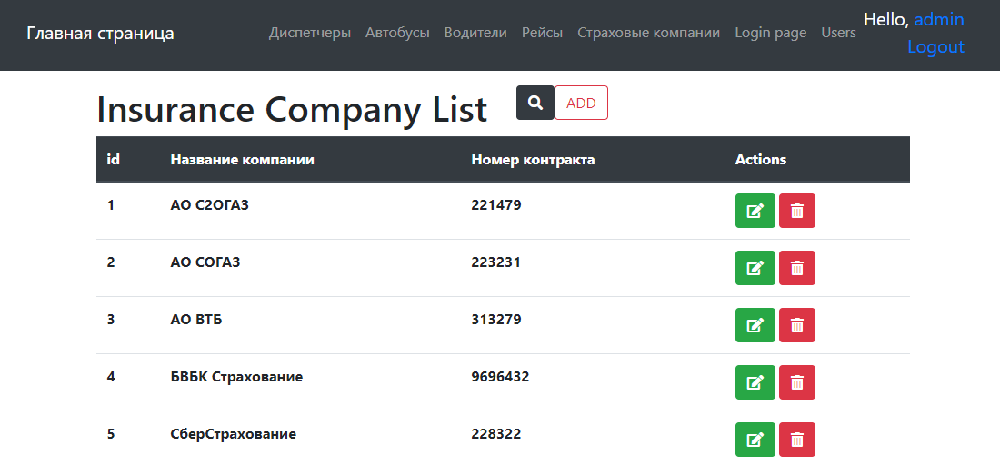 Hello, admin
Главная страница Диспетчеры Автобусы Водители Рейсы Страховые компании Login page Users
Logout
Insurance Company List ADD
id Название компании Номер контракта Actions
1 АО С2ОГАЗ 221479
2 АО СОГАЗ 223231
3 АО ВТБ 313279
4 БВБК Страхование 9696432
5 СберСтрахование 228322